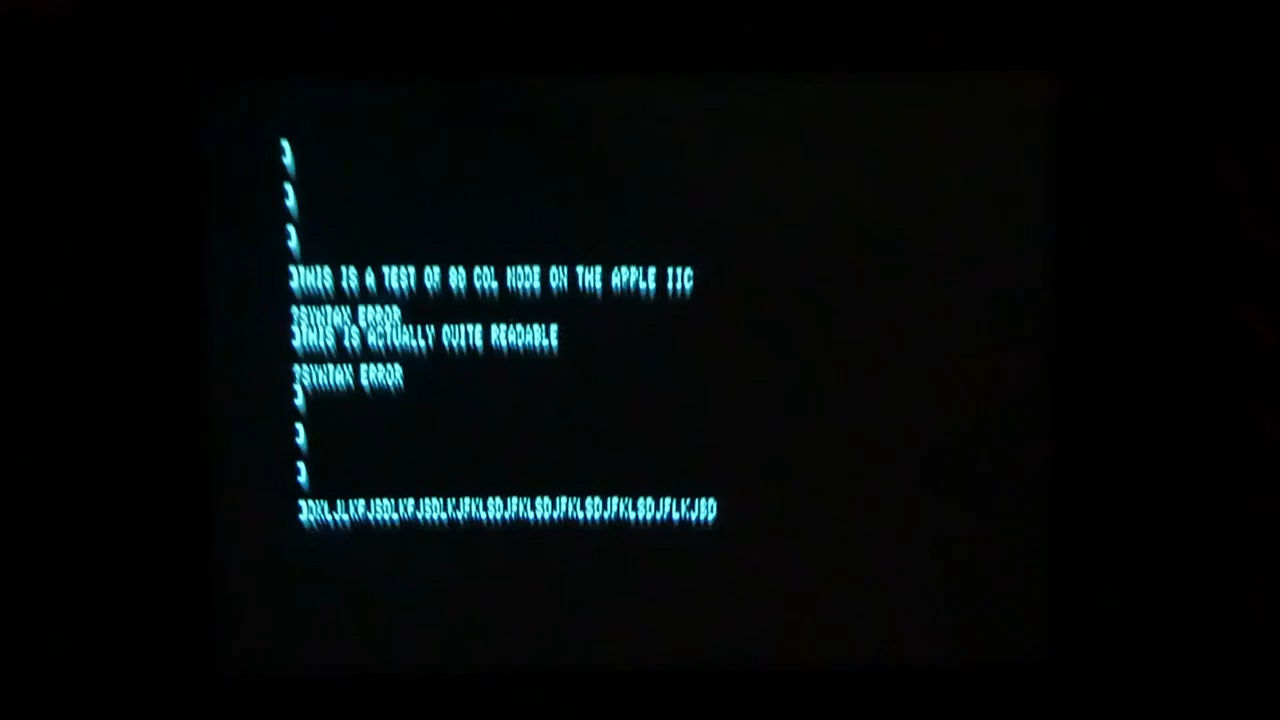 ]
]
]
]THIS IS A TEST OF 80 COL MODE ON THE APPLE IIC
?SYNTAX ERROR
]THIS IS ACTUALLY QUITE READABLE
?SYNTAX ERROR
]
]
]